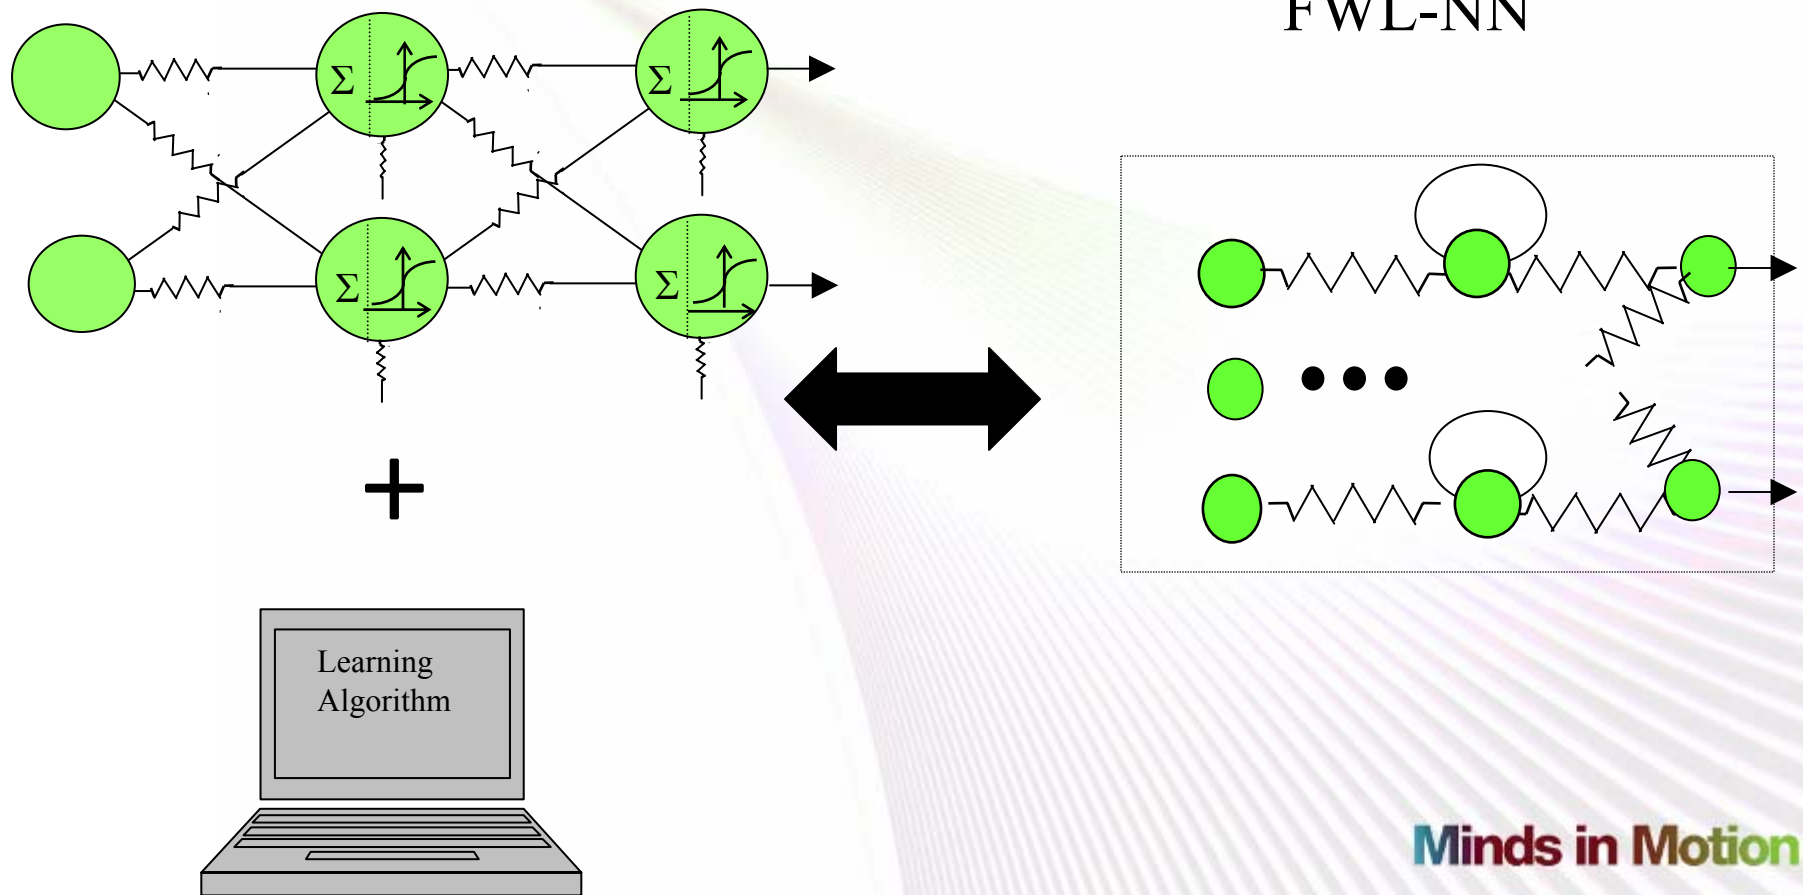 FWL-NN
Σ
Σ
Σ
Σ
+
Learning
Algorithm
Minds in Motion